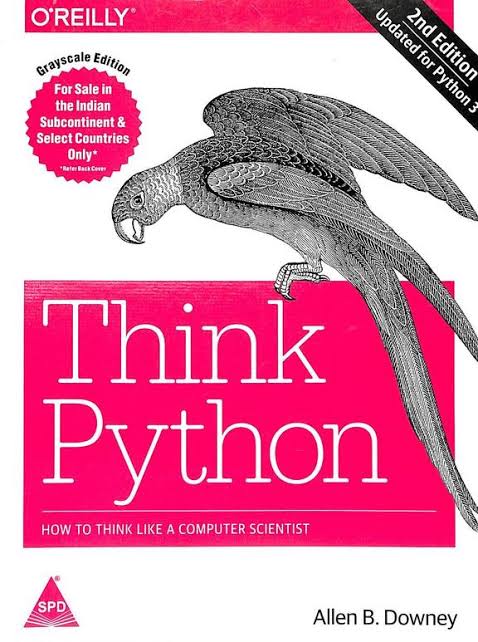 O'REILLY®
2nd Edition
Updated for Python 3
Grayscale Edition
For Sale in
the Indian
Subcontinent &
Select Countries
Only*
*Refer Back Cover
Think
Python
HOW TO THINK LIKE A COMPUTER SCIENTIST
SPD
®
Allen B. Downey